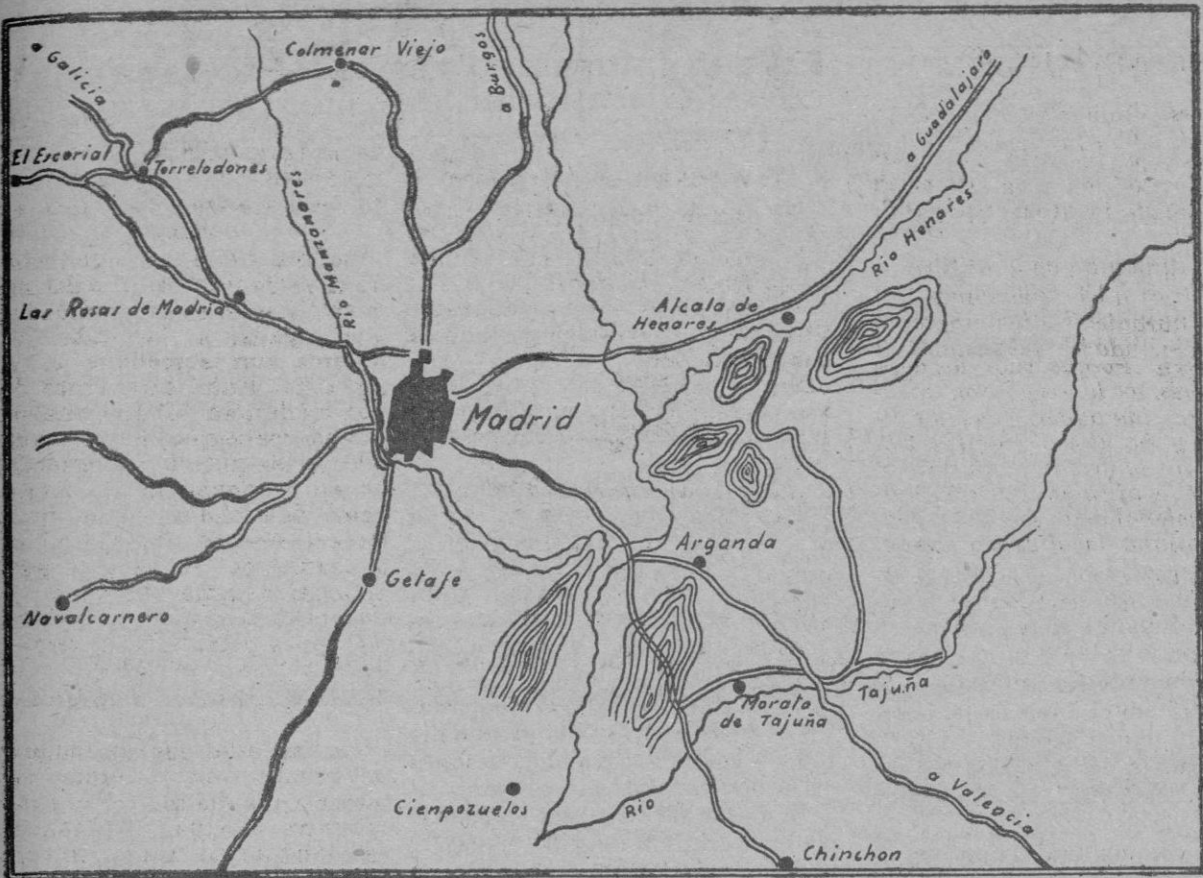 Colmenar Viejo
a Burgos
a Galicia
a Guadalajara
El Escorial
Torrelodones
Rio Manzanares
Rio Henares
Las Rosas de Madrid
Alcala de
Henares
Madrid
Arganda
Getafe
Navalcarnero
Tajuña
Morata
de Tajuña
Cienpozuelos
Rio
a Valencia
Chinchon